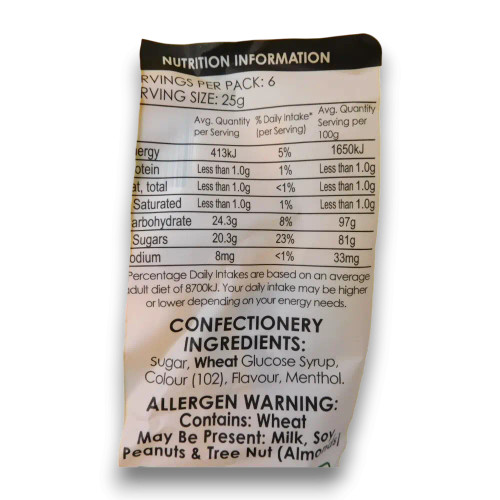 NUTRITION INFORMATION
RVINGS PER PACK: 6
RVING SIZE: 25g
Avg. Quantity per Serving % Daily Intake* (per Serving) Avg. Quantity Serving per 100g
ergy 413kJ 5% 1650kJ
otein Less than 1.0g 1% Less than 1.0g
at, total Less than 1.0g <1% Less than 1.0g
Saturated Less than 1.0g 1% Less than 1.0g
arbohydrate 24.3g 8% 97g
Sugars 20.3g 23% 81g
odium 8mg <1% 33mg
Percentage Daily Intakes are based on an average
dult diet of 8700kJ. Your daily intake may be higher
or lower depending on your energy needs.
CONFECTIONERY
INGREDIENTS:
Sugar, Wheat Glucose Syrup,
Colour (102), Flavour, Menthol.
ALLERGEN WARNING:
Contains: Wheat
May Be Present: Milk, Soy,
Peanuts & Tree Nut (Almonds)